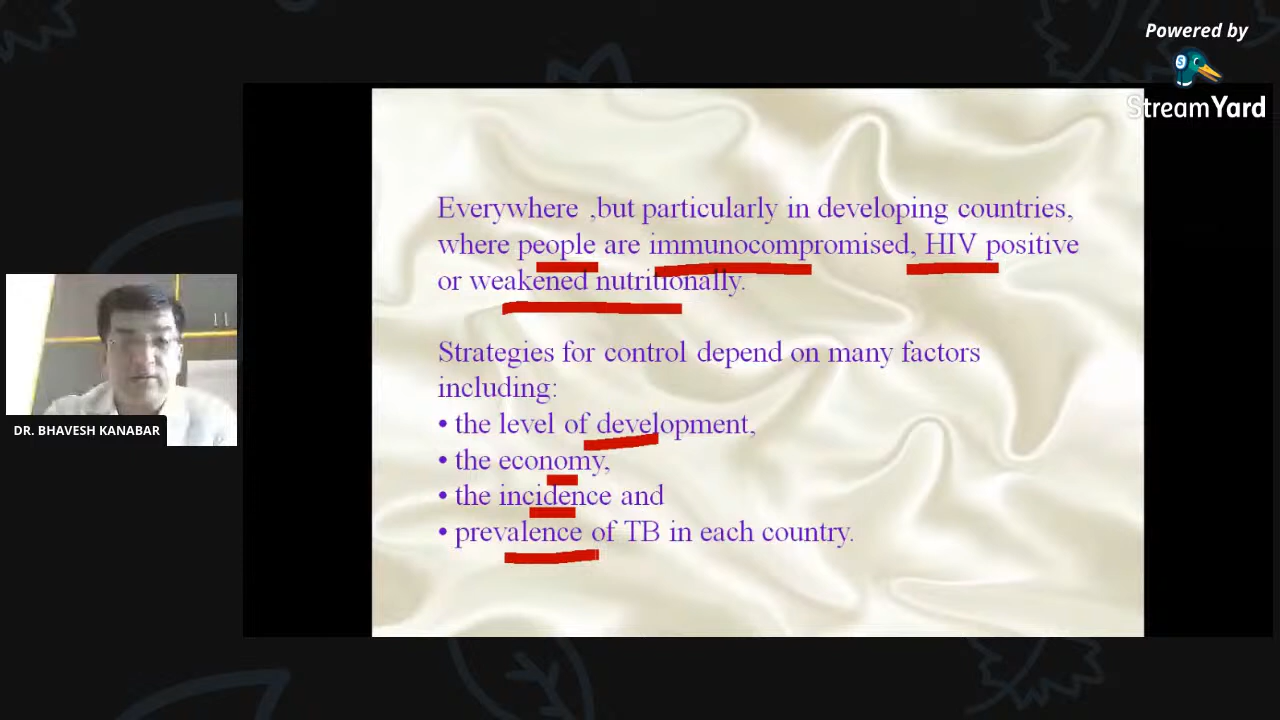 Powered by
StreamYard
Everywhere ,but particularly in developing countries,
where people are immunocompromised, HIV positive
or weakened nutritionally.
Strategies for control depend on many factors
including:
• the level of development,
• the economy,
• the incidence and
• prevalence of TB in each country.
DR. BHAVESH KANABAR